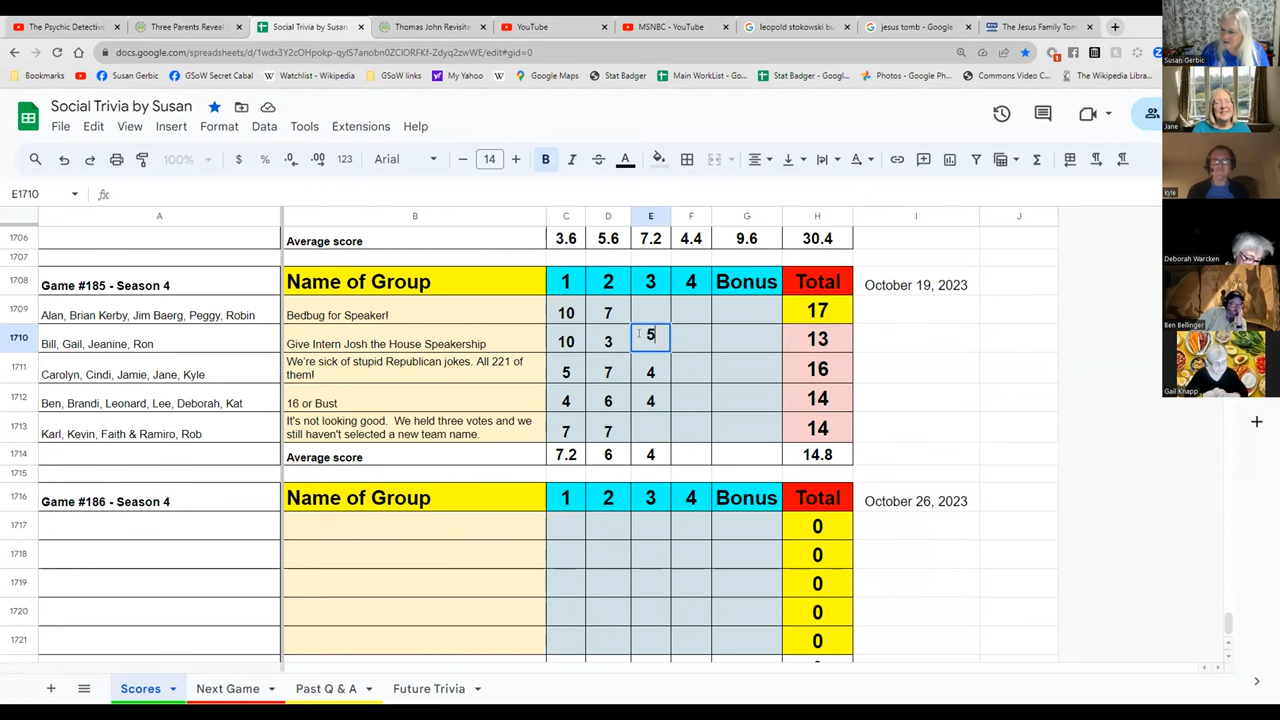 The Psychic Detectiv
Three Parents Reveal
Social Trivia by Susan
Thomas John Revisite
YouTube
MSNBC - YouTube
leopold stokowski bu
jesus tomb - Google
The Jesus Family Tom
docs.google.com/spreadsheets/d/1wdx3Y2cOHpokp-qyIS7anobn0ZClORFKf-Zdyq2zwWE/edit#gid=0
Bookmarks
Susan Gerbic
GSoW Secret Cabal
Watchlist - Wikipedia
GSoW links
My Yahoo
Google Maps
Stat Badger
Main WorkList - Goo...
Stat Badger - Googl...
Photos - Google Ph...
Commons Video C...
The Wikipedia Libra...
Social Trivia by Susan
File Edit View Insert Format Data Tools Extensions Help
100% $ % .0 .00 123 Arial 14 B
E1710
A B C D E F G H I J
1706 Average score 3.6 5.6 7.2 4.4 9.6 30.4
1707
1708 Game #185 - Season 4 Name of Group 1 2 3 4 Bonus Total October 19, 2023
1709 Alan, Brian Kerby, Jim Baerg, Peggy, Robin Bedbug for Speaker! 10 7 17
1710 Bill, Gail, Jeanine, Ron Give Intern Josh the House Speakership 10 3 5 13
1711 Carolyn, Cindi, Jamie, Jane, Kyle We're sick of stupid Republican jokes. All 221 of
them! 5 7 4 16
1712 Ben, Brandi, Leonard, Lee, Deborah, Kat 16 or Bust 4 6 4 14
1713 Karl, Kevin, Faith & Ramiro, Rob It's not looking good. We held three votes and we
still haven't selected a new team name. 7 7 14
1714 Average score 7.2 6 4 14.8
1715
1716 Game #186 - Season 4 Name of Group 1 2 3 4 Bonus Total October 26, 2023
1717 0
1718 0
1719 0
1720 0
1721 0
Scores
Next Game
Past Q & A
Future Trivia
Susan Gerbic
Jane
kyle
Deborah Warcken
Ben Bellinger
Gail Knapp